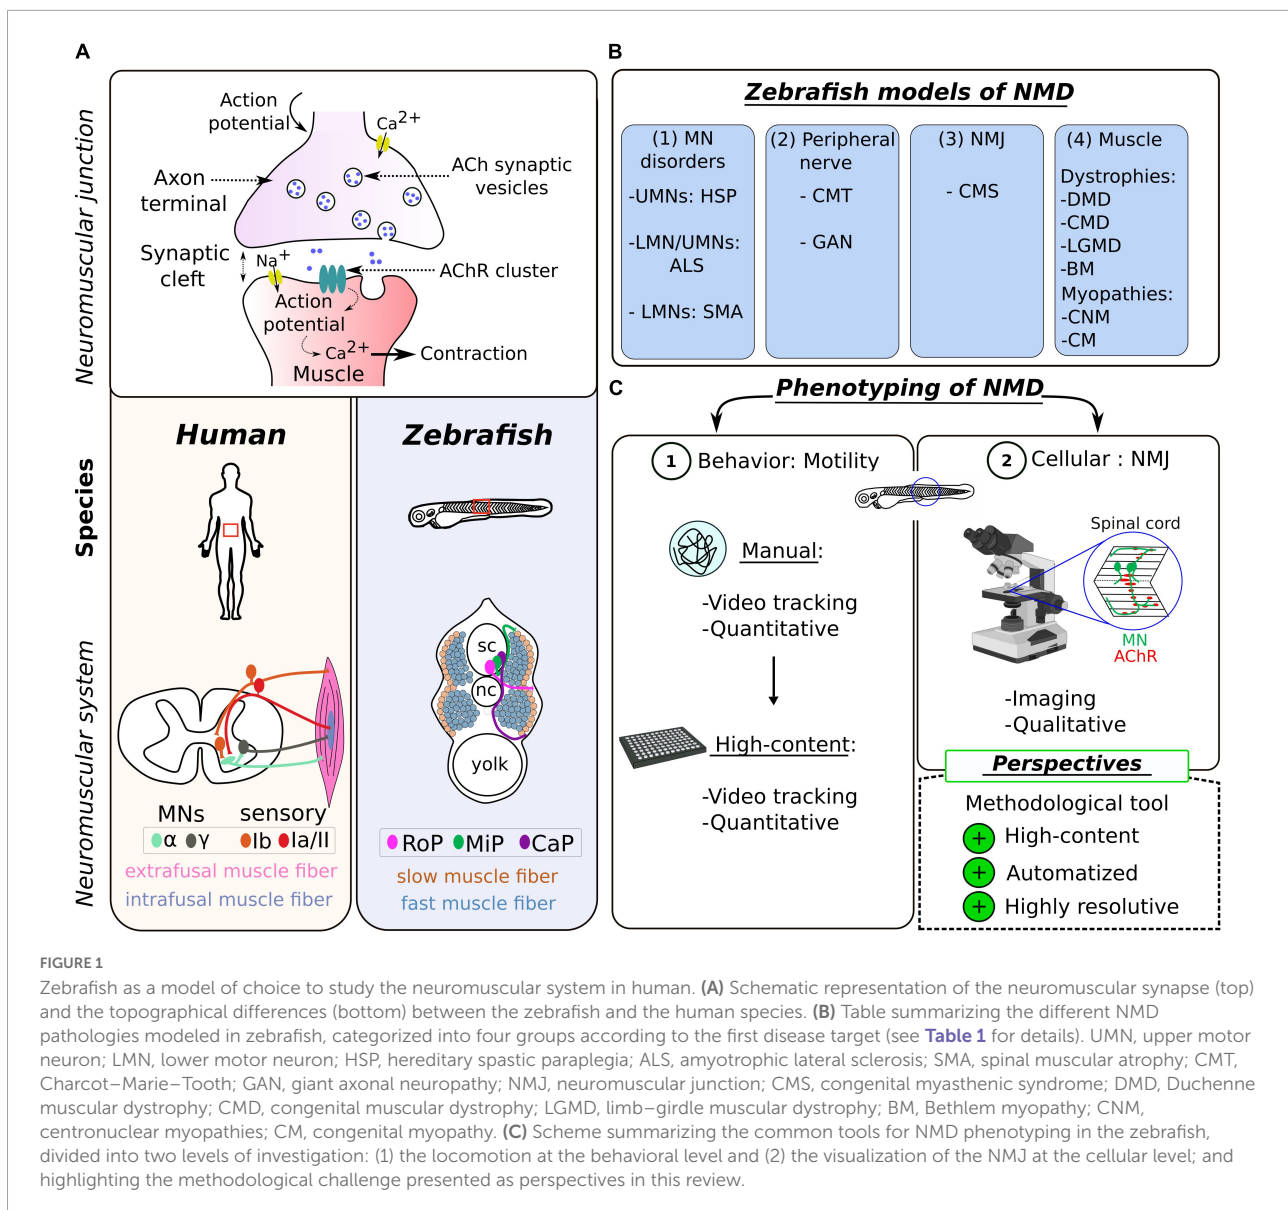 A
Neuromuscular junction
Action
potential
Ca2+
Axon
terminal
ACh synaptic
vesicles
Synaptic
cleft
Na+
AChR cluster
Action
potential
Ca2+
Contraction
Muscle
Species
Human
Zebrafish
Neuromuscular system
sc
nc
yolk
MNs
sensory
α γ
Ib Ia/II
extrafusal muscle fiber
intrafusal muscle fiber
RoP MiP CaP
slow muscle fiber
fast muscle fiber
B
Zebrafish models of NMD
(1) MN
disorders
-UMNs: HSP
-LMN/UMNs:
ALS
- LMNs: SMA
(2) Peripheral
nerve
- CMT
- GAN
(3) NMJ
- CMS
(4) Muscle
Dystrophies:
-DMD
-CMD
-LGMD
-BM
Myopathies:
-CNM
-CM
C
Phenotyping of NMD
1 Behavior: Motility
Manual:
-Video tracking
-Quantitative
High-content:
-Video tracking
-Quantitative
2 Cellular : NMJ
Spinal cord
MN
AChR
-Imaging
-Qualitative
Perspectives
Methodological tool
+ High-content
+ Automatized
+ Highly resolutive
FIGURE 1
Zebrafish as a model of choice to study the neuromuscular system in human. (A) Schematic representation of the neuromuscular synapse (top)
and the topographical differences (bottom) between the zebrafish and the human species. (B) Table summarizing the different NMD
pathologies modeled in zebrafish, categorized into four groups according to the first disease target (see Table 1 for details). UMN, upper motor
neuron; LMN, lower motor neuron; HSP, hereditary spastic paraplegia; ALS, amyotrophic lateral sclerosis; SMA, spinal muscular atrophy; CMT,
Charcot–Marie–Tooth; GAN, giant axonal neuropathy; NMJ, neuromuscular junction; CMS, congenital myasthenic syndrome; DMD, Duchenne
muscular dystrophy; CMD, congenital muscular dystrophy; LGMD, limb–girdle muscular dystrophy; BM, Bethlem myopathy; CNM,
centronuclear myopathies; CM, congenital myopathy. (C) Scheme summarizing the common tools for NMD phenotyping in the zebrafish,
divided into two levels of investigation: (1) the locomotion at the behavioral level and (2) the visualization of the NMJ at the cellular level; and
highlighting the methodological challenge presented as perspectives in this review.